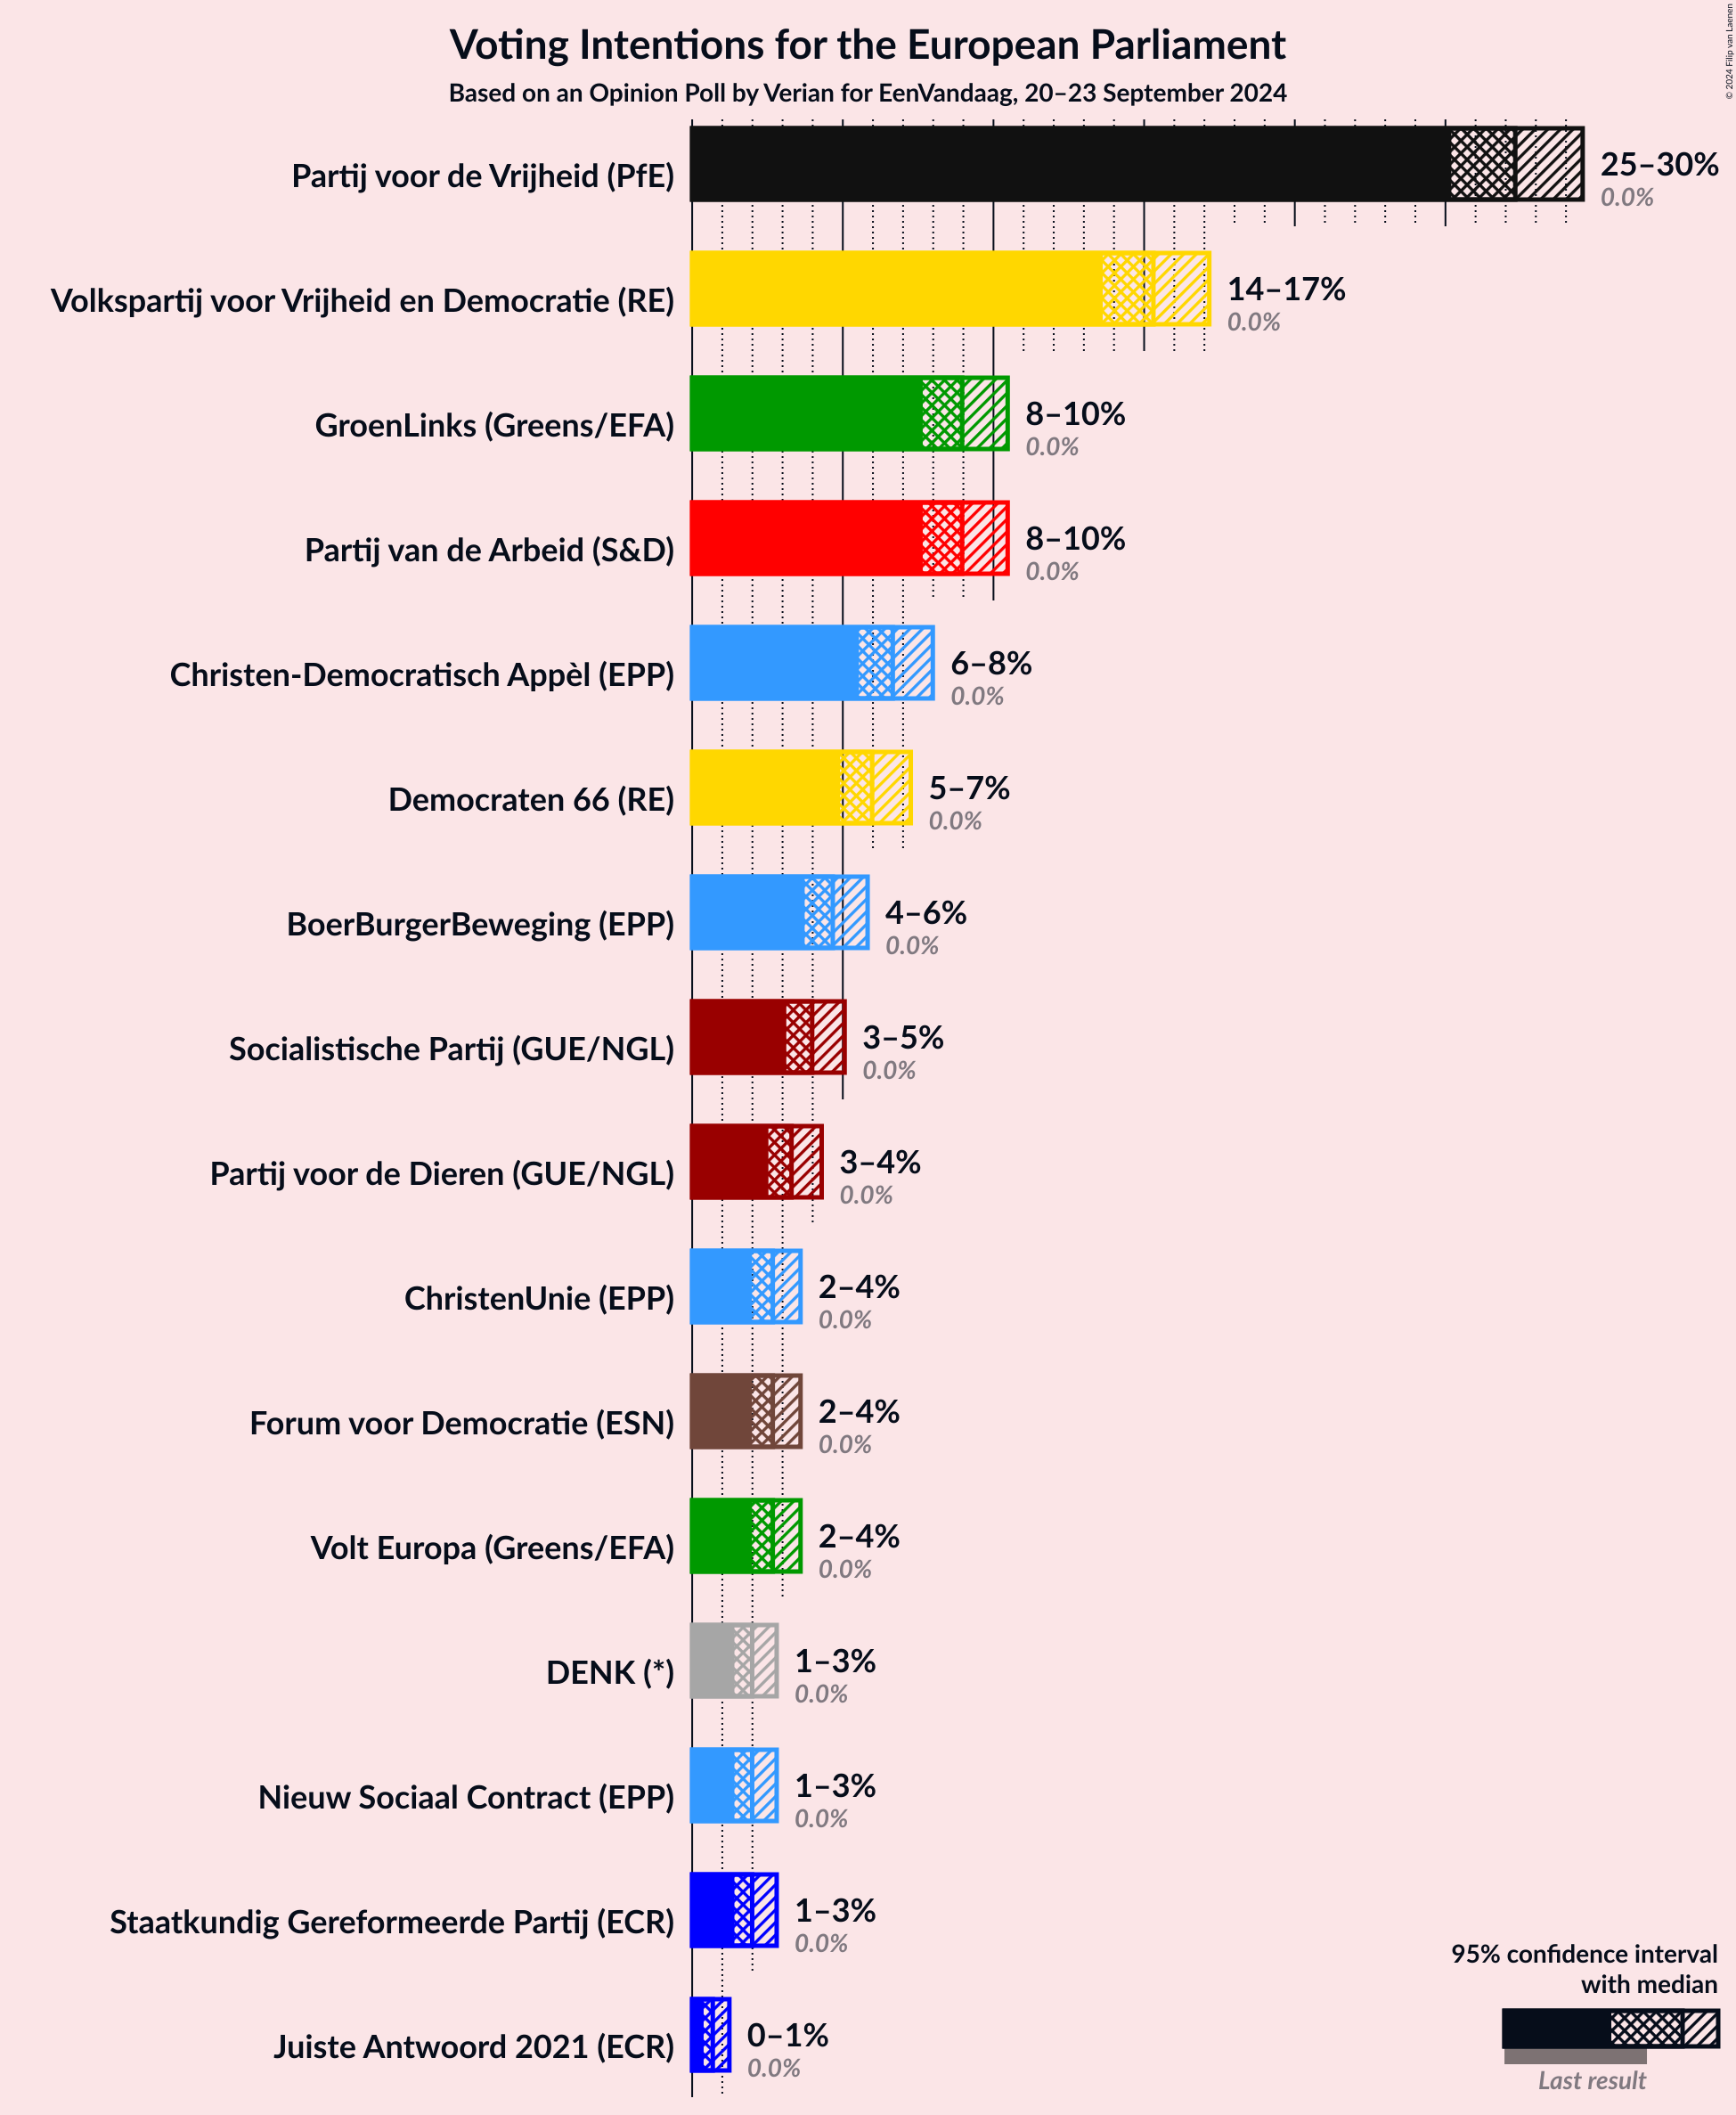 Voting Intentions for the European Parliament
Based on an Opinion Poll by Verian for EenVandaag, 20–23 September 2024
© 2024 Filip van Laenen
Partij voor de Vrijheid (PfE)
25–30%
0.0%
Volkspartij voor Vrijheid en Democratie (RE)
14–17%
0.0%
GroenLinks (Greens/EFA)
8–10%
0.0%
Partij van de Arbeid (S&D)
8–10%
0.0%
Christen-Democratisch Appèl (EPP)
6–8%
0.0%
Democraten 66 (RE)
5–7%
0.0%
BoerBurgerBeweging (EPP)
4–6%
0.0%
Socialistische Partij (GUE/NGL)
3–5%
0.0%
Partij voor de Dieren (GUE/NGL)
3–4%
0.0%
ChristenUnie (EPP)
2–4%
0.0%
Forum voor Democratie (ESN)
2–4%
0.0%
Volt Europa (Greens/EFA)
2–4%
0.0%
DENK (*)
1–3%
0.0%
Nieuw Sociaal Contract (EPP)
1–3%
0.0%
Staatkundig Gereformeerde Partij (ECR)
1–3%
0.0%
Juiste Antwoord 2021 (ECR)
0–1%
0.0%
95% confidence interval
with median
Last result